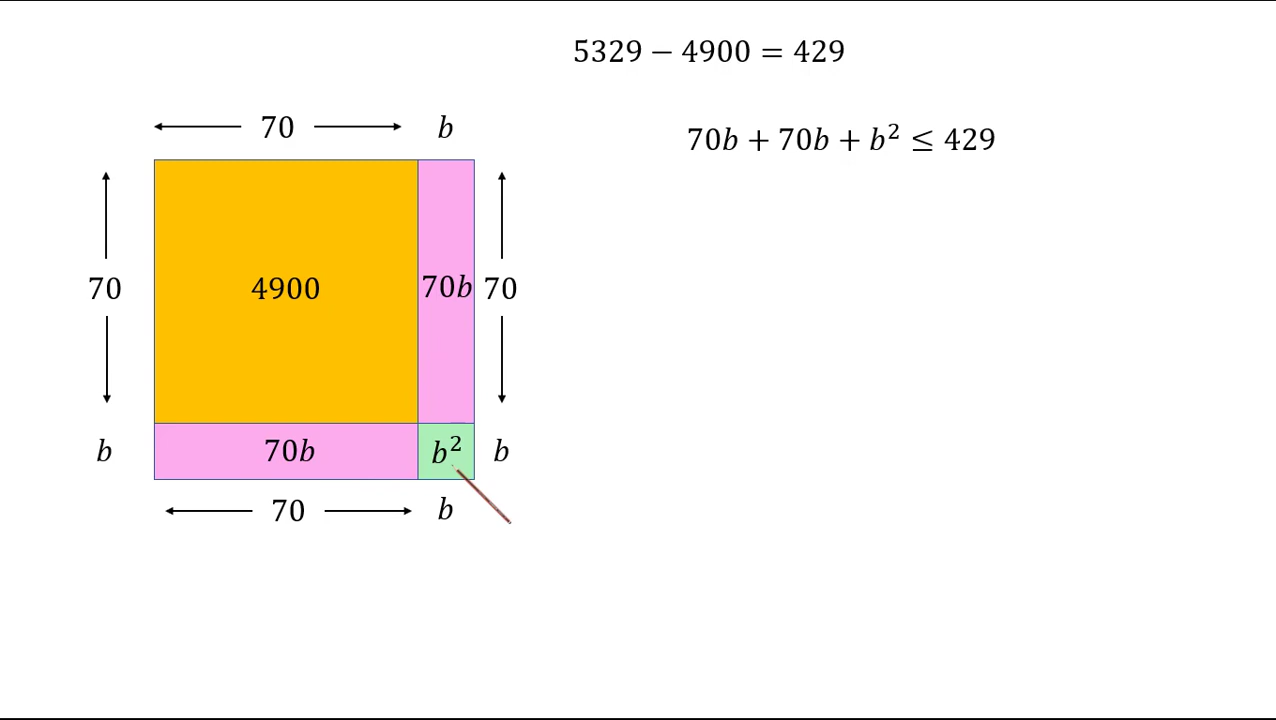 5329 − 4900 = 429
70 b
70b + 70b + b² ≤ 429
70 4900 70b 70
b 70b b² b
70 b